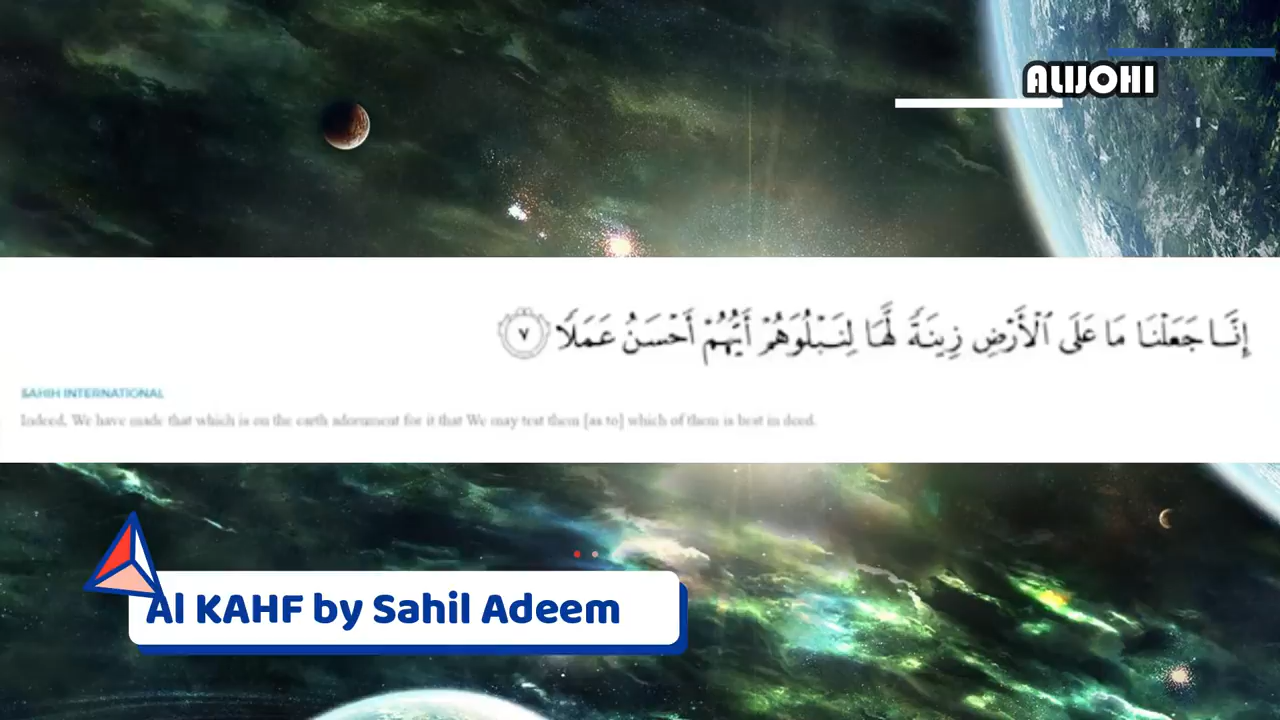 ALIJOHI
إِنَّا جَعَلْنَا مَا عَلَى ٱلْأَرْضِ زِينَةً لَّهَا لِنَبْلُوَهُمْ أَيُّهُمْ أَحْسَنُ عَمَلًا ٧
SAHIH INTERNATIONAL
Indeed, We have made that which is on the earth adornment for it that We may test them [as to] which of them is best in deed.
Al KAHF by Sahil Adeem